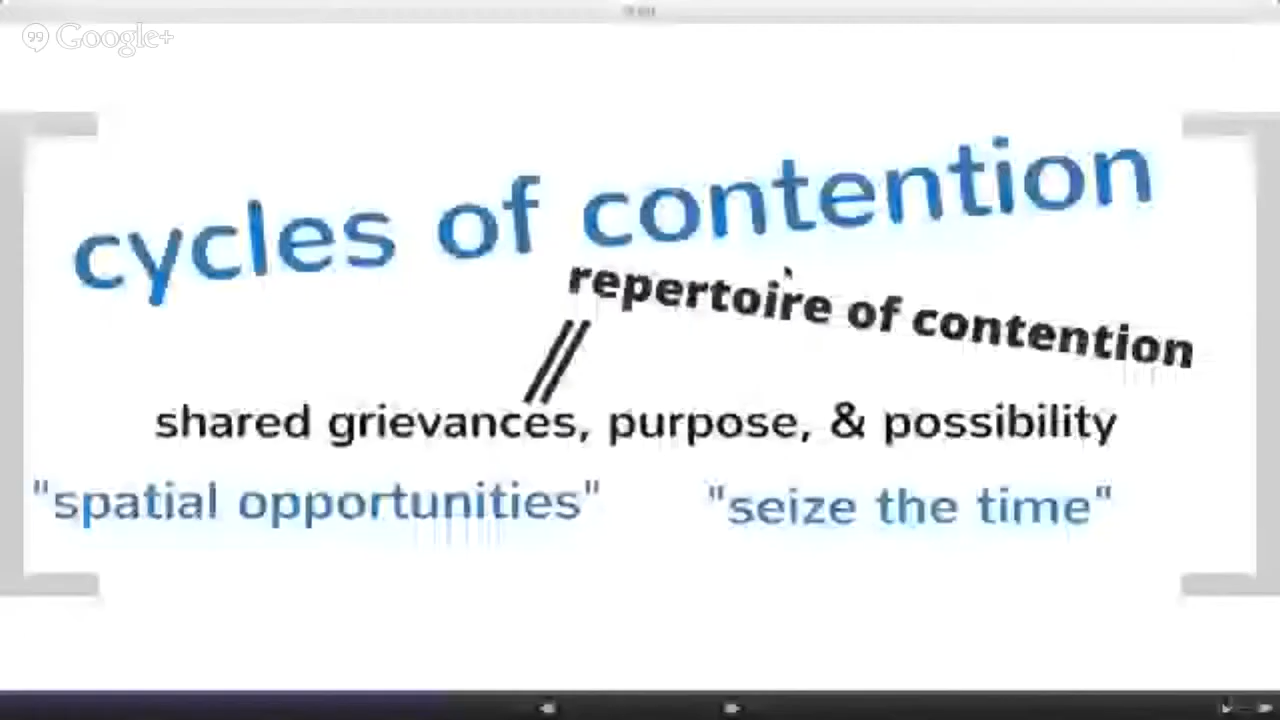 Google+
cycles of contention
repertoire of contention
//
shared grievances, purpose, & possibility
"spatial opportunities" "seize the time"